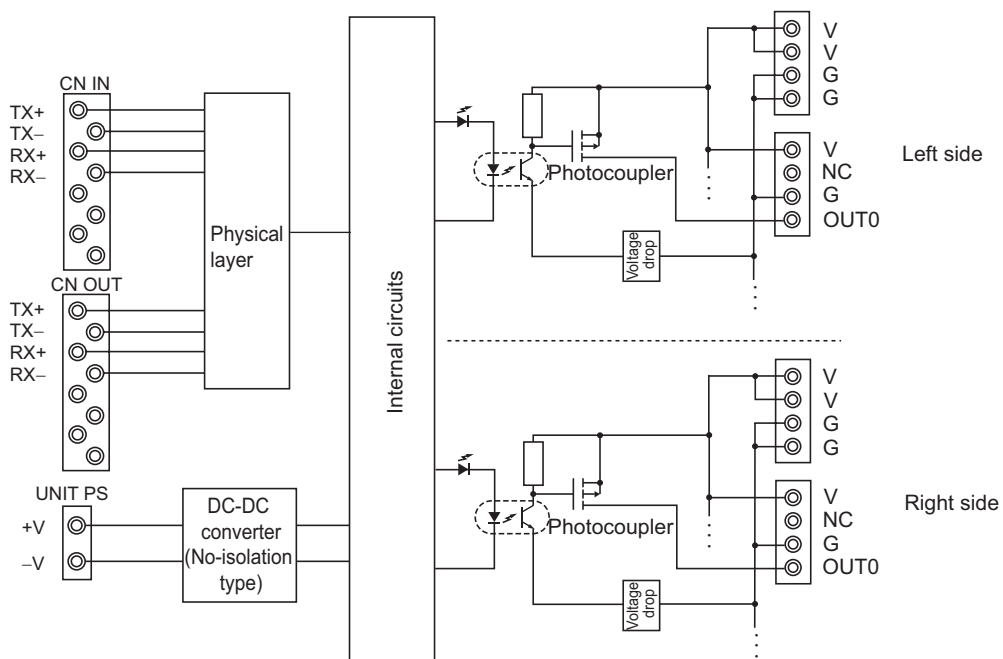 CN IN
TX+
TX−
RX+
RX−
CN OUT
TX+
TX−
RX+
RX−
UNIT PS
+V
−V
Physical
layer
DC-DC
converter
(No-isolation
type)
Internal circuits
Photocoupler
Voltage
drop
V
V
G
G
V
NC
G
OUT0
Left side
Photocoupler
Voltage
drop
V
V
G
G
V
NC
G
OUT0
Right side